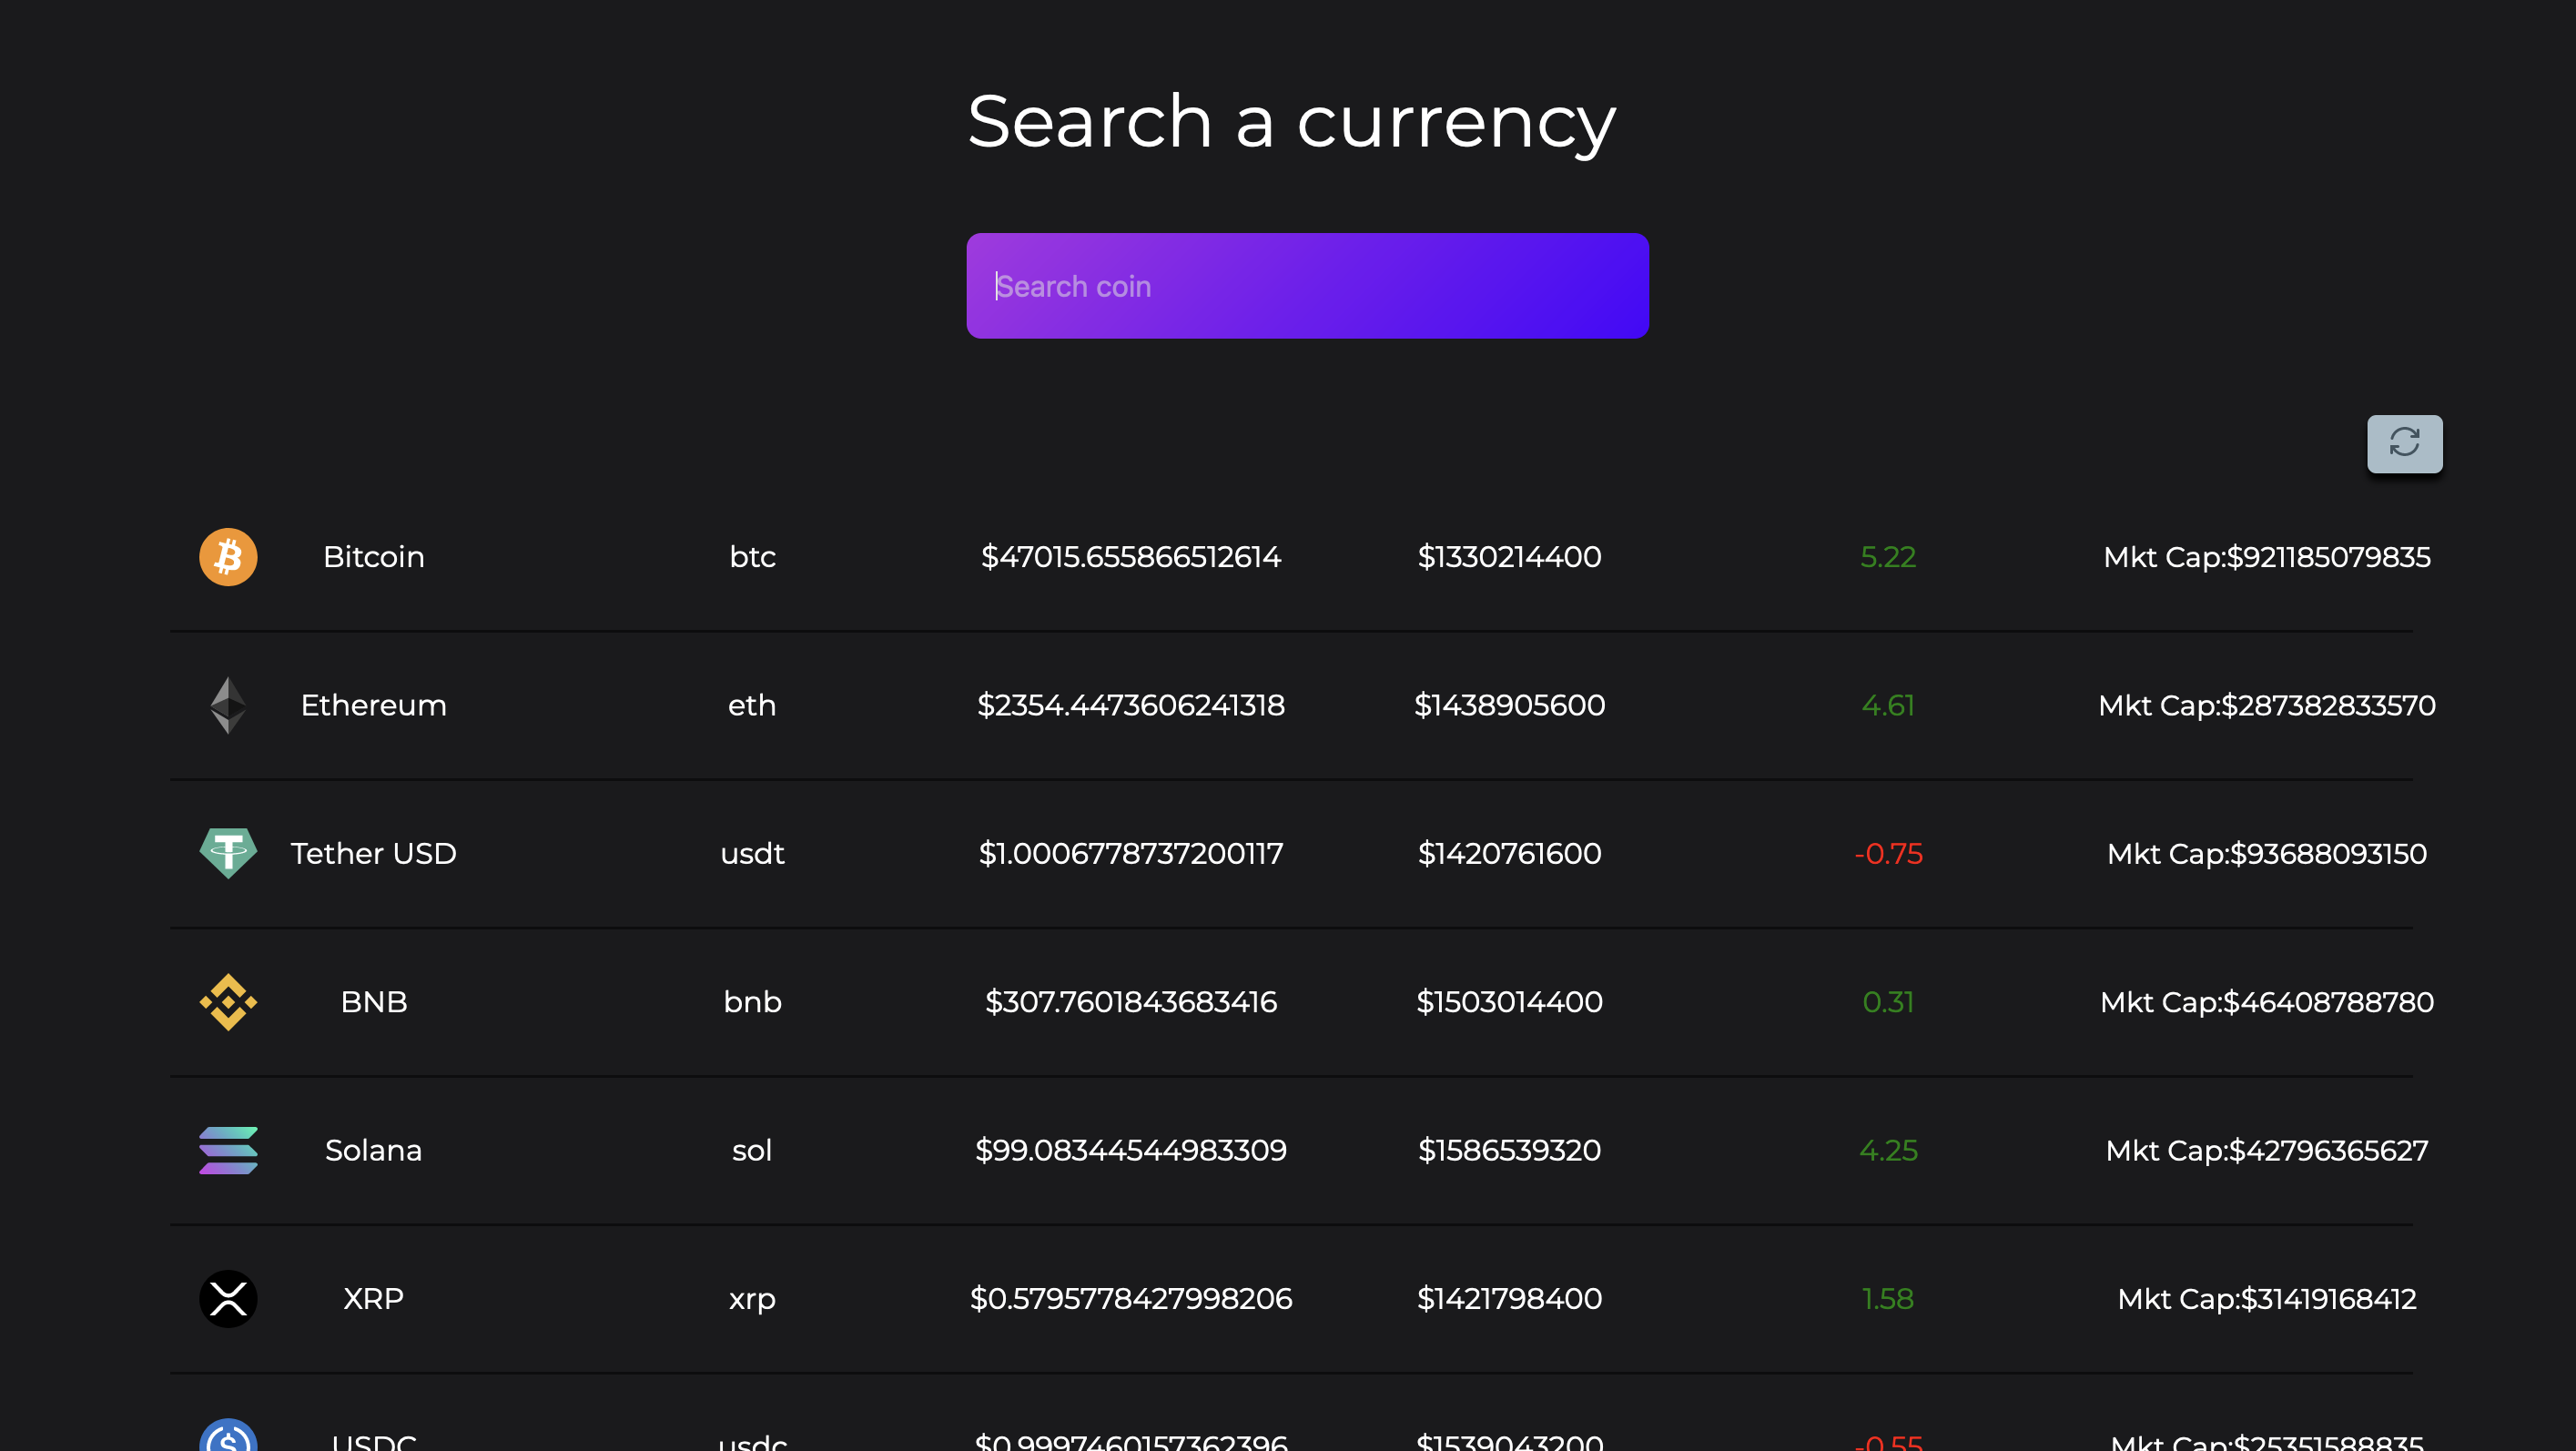 Search a currency
Search coin
Bitcoin btc $47015.655866512614 $1330214400 5.22 Mkt Cap:$921185079835
Ethereum eth $2354.4473606241318 $1438905600 4.61 Mkt Cap:$287382833570
Tether USD usdt $1.0006778737200117 $1420761600 -0.75 Mkt Cap:$93688093150
BNB bnb $307.7601843683416 $1503014400 0.31 Mkt Cap:$46408788780
Solana sol $99.08344544983309 $1586539320 4.25 Mkt Cap:$42796365627
XRP xrp $0.5795778427998206 $1421798400 1.58 Mkt Cap:$31419168412
USDC usdc $0.9997460157362396 $1539043200 -0.55 Mkt Cap:$25351588835